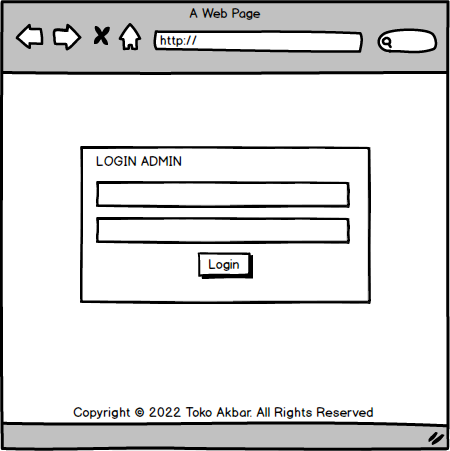 A Web Page
http://
LOGIN ADMIN
Login
Copyright © 2022 Toko Akbar. All Rights Reserved